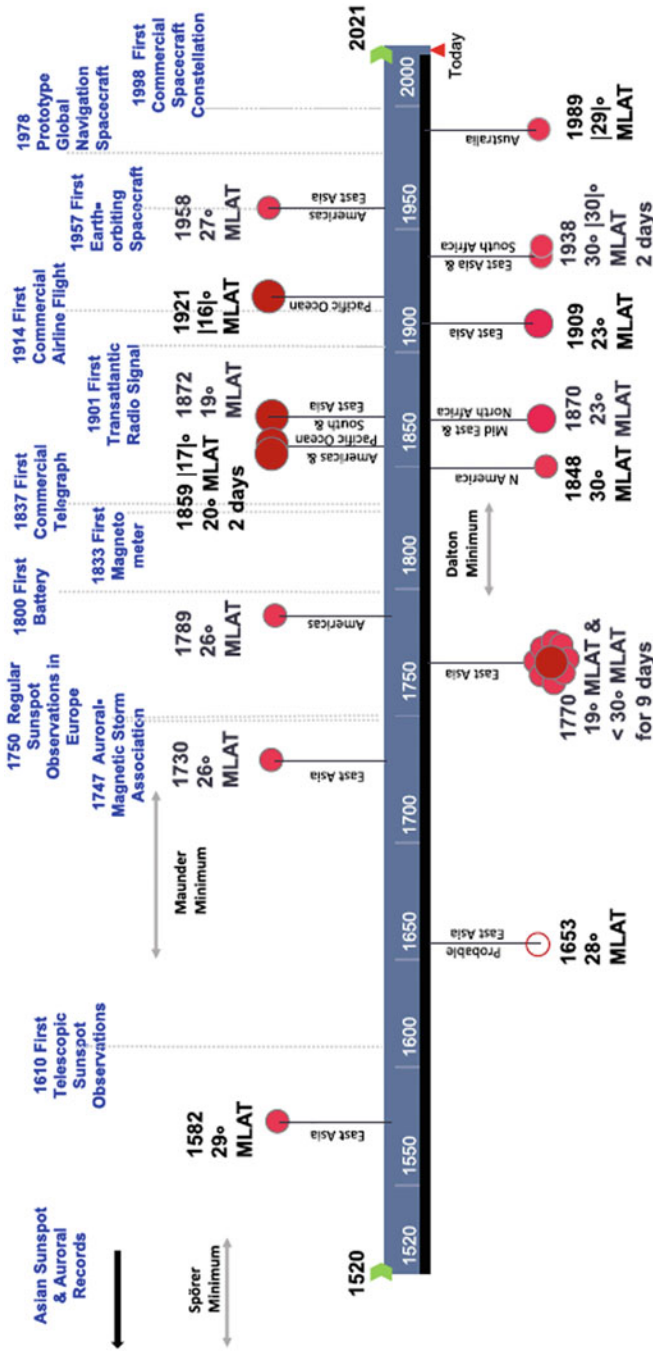 Asian Sunspot
& Auroral
Records
1610 First
Telescopic
Sunspot
Observations
1750 Regular
Sunspot
Observations in
Europe
1747 Auroral-
Magnetic Storm
Association
1800 First
Battery
1837 First
Commercial
Telegraph
1833 First
Magneto
meter
1901 First
Transatlantic
Radio Signal
1914 First
Commercial
Airline Flight
1957 First
Earth-
orbiting
Spacecraft
1978
Prototype
Global
Navigation
Spacecraft
1998 First
Commercial
Spacecraft
Constellation
Spörer
Minimum
Maunder
Minimum
1582
29°
MLAT
East Asia
1730
26°
MLAT
East Asia
1789
26°
MLAT
Americas
1859 |17|°
20° MLAT
2 days
Americas &
Pacific Ocean
1872
19°
MLAT
South &
East Asia
1921
|16|°
MLAT
Pacific Ocean
1958
27°
MLAT
Americas
East Asia
1520
2021
1520
1550
1600
1650
1700
1750
1800
1850
1900
1950
2000
Today
Probable
East Asia
1653
28°
MLAT
East Asia
1770
19° MLAT &
< 30° MLAT
for 9 days
Dalton
Minimum
N America
1848
30°
MLAT
Mid East &
North Africa
1870
23°
MLAT
East Asia
1909
23°
MLAT
East Asia &
South Africa
1938
30° |30|°
MLAT
2 days
Australia
1989
|29|°
MLAT